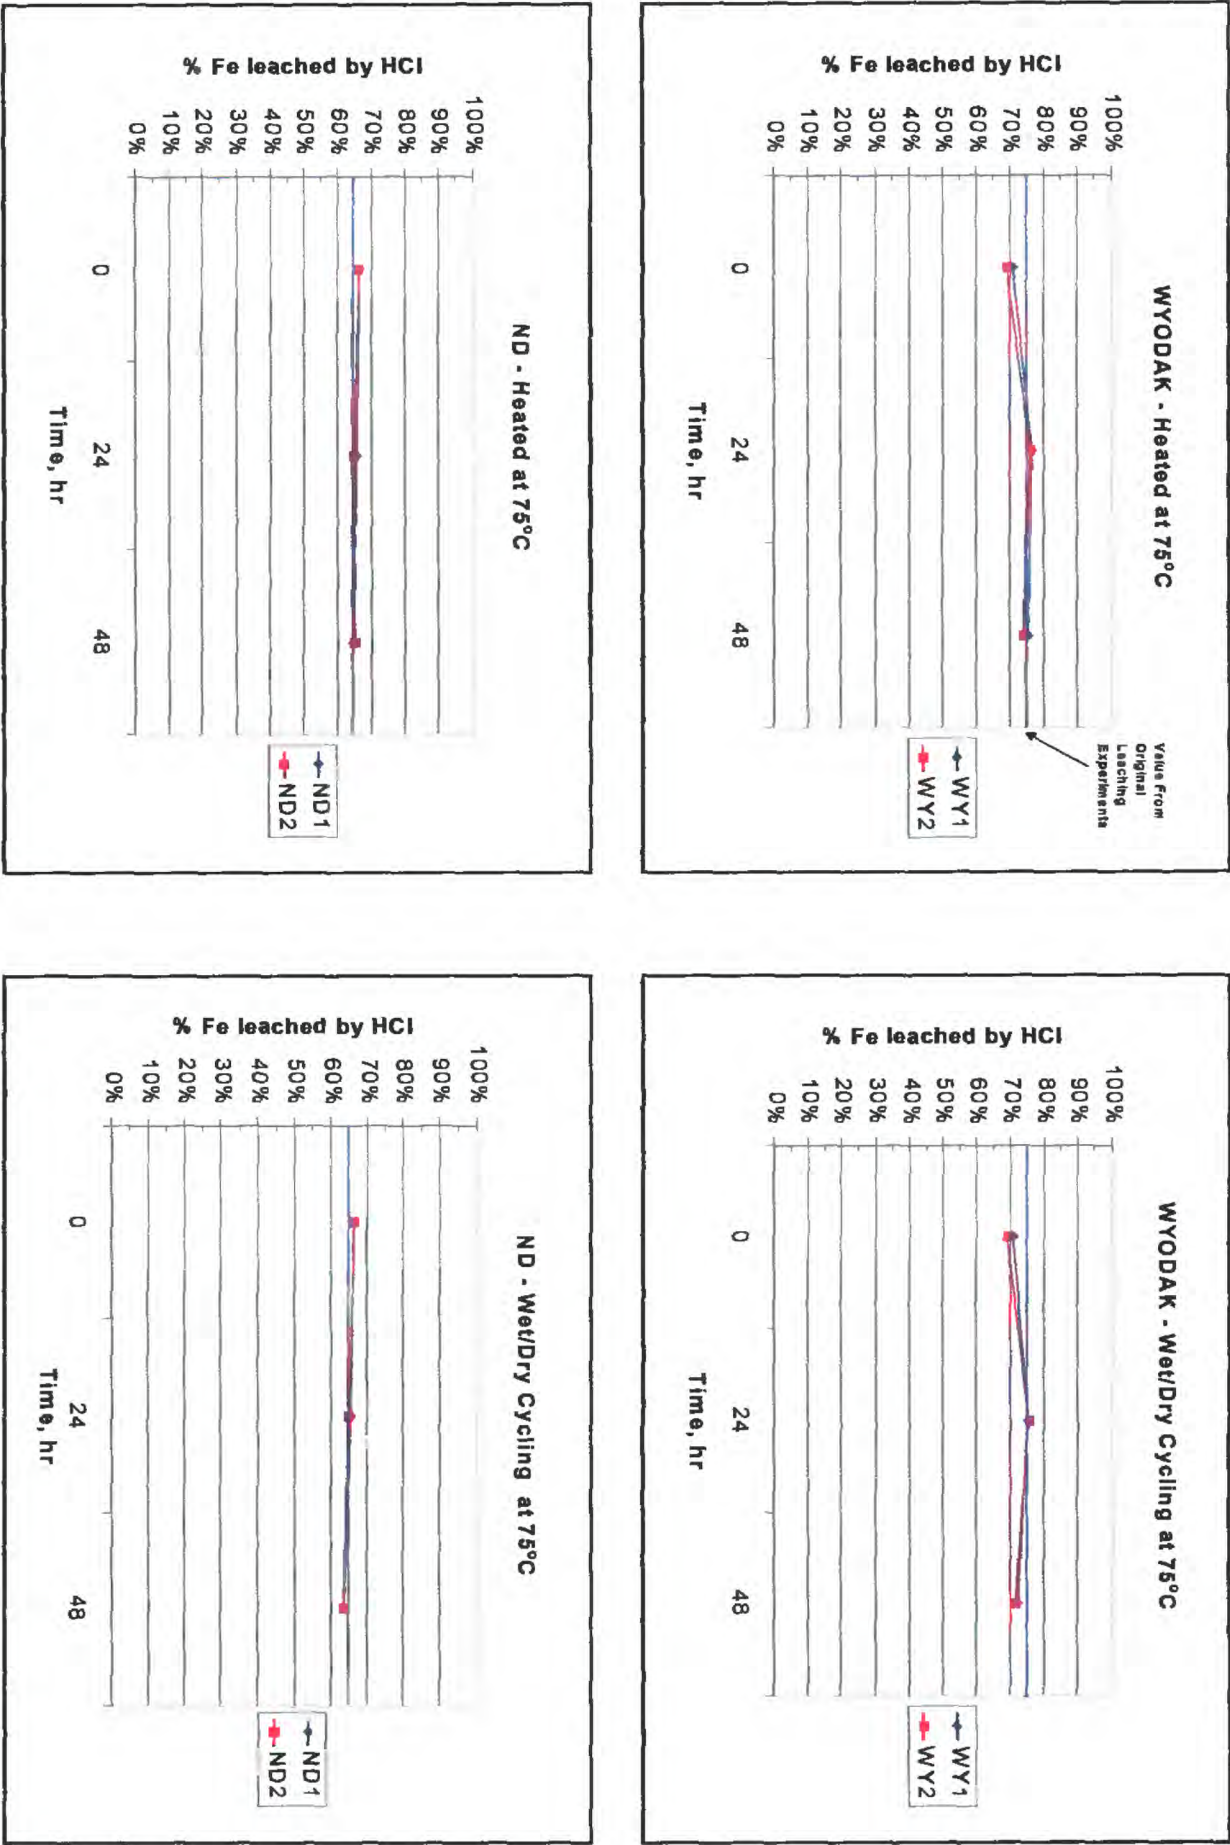 WYODAK - Heated at 75°C
Value From
Original
Leaching
Experiments
% Fe leached by HCl
100%
90%
80%
70%
60%
50%
40%
30%
20%
10%
0%
0
24
48
Time, hr
WY1
WY2
WYODAK - Wet/Dry Cycling at 75°C
% Fe leached by HCl
100%
90%
80%
70%
60%
50%
40%
30%
20%
10%
0%
0
24
48
Time, hr
WY1
WY2
ND - Heated at 75°C
% Fe leached by HCl
100%
90%
80%
70%
60%
50%
40%
30%
20%
10%
0%
0
24
48
Time, hr
ND1
ND2
ND - Wet/Dry Cycling at 75°C
% Fe leached by HCl
100%
90%
80%
70%
60%
50%
40%
30%
20%
10%
0%
0
24
48
Time, hr
ND1
ND2